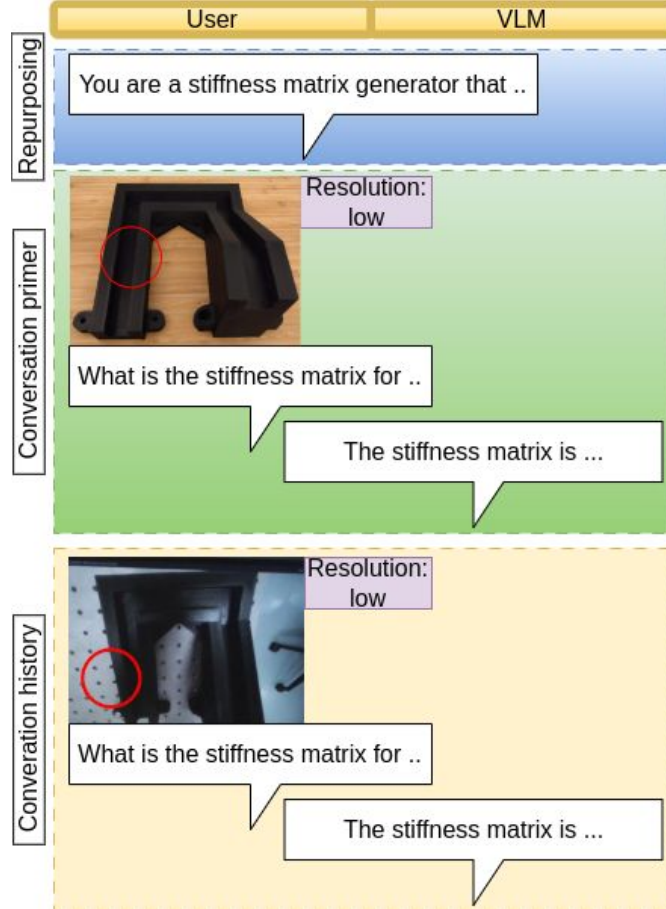 User
VLM
Repurposing
You are a stiffness matrix generator that ..
Conversation primer
Resolution:
low
What is the stiffness matrix for ..
The stiffness matrix is ...
Converation history
Resolution:
low
What is the stiffness matrix for ..
The stiffness matrix is ...